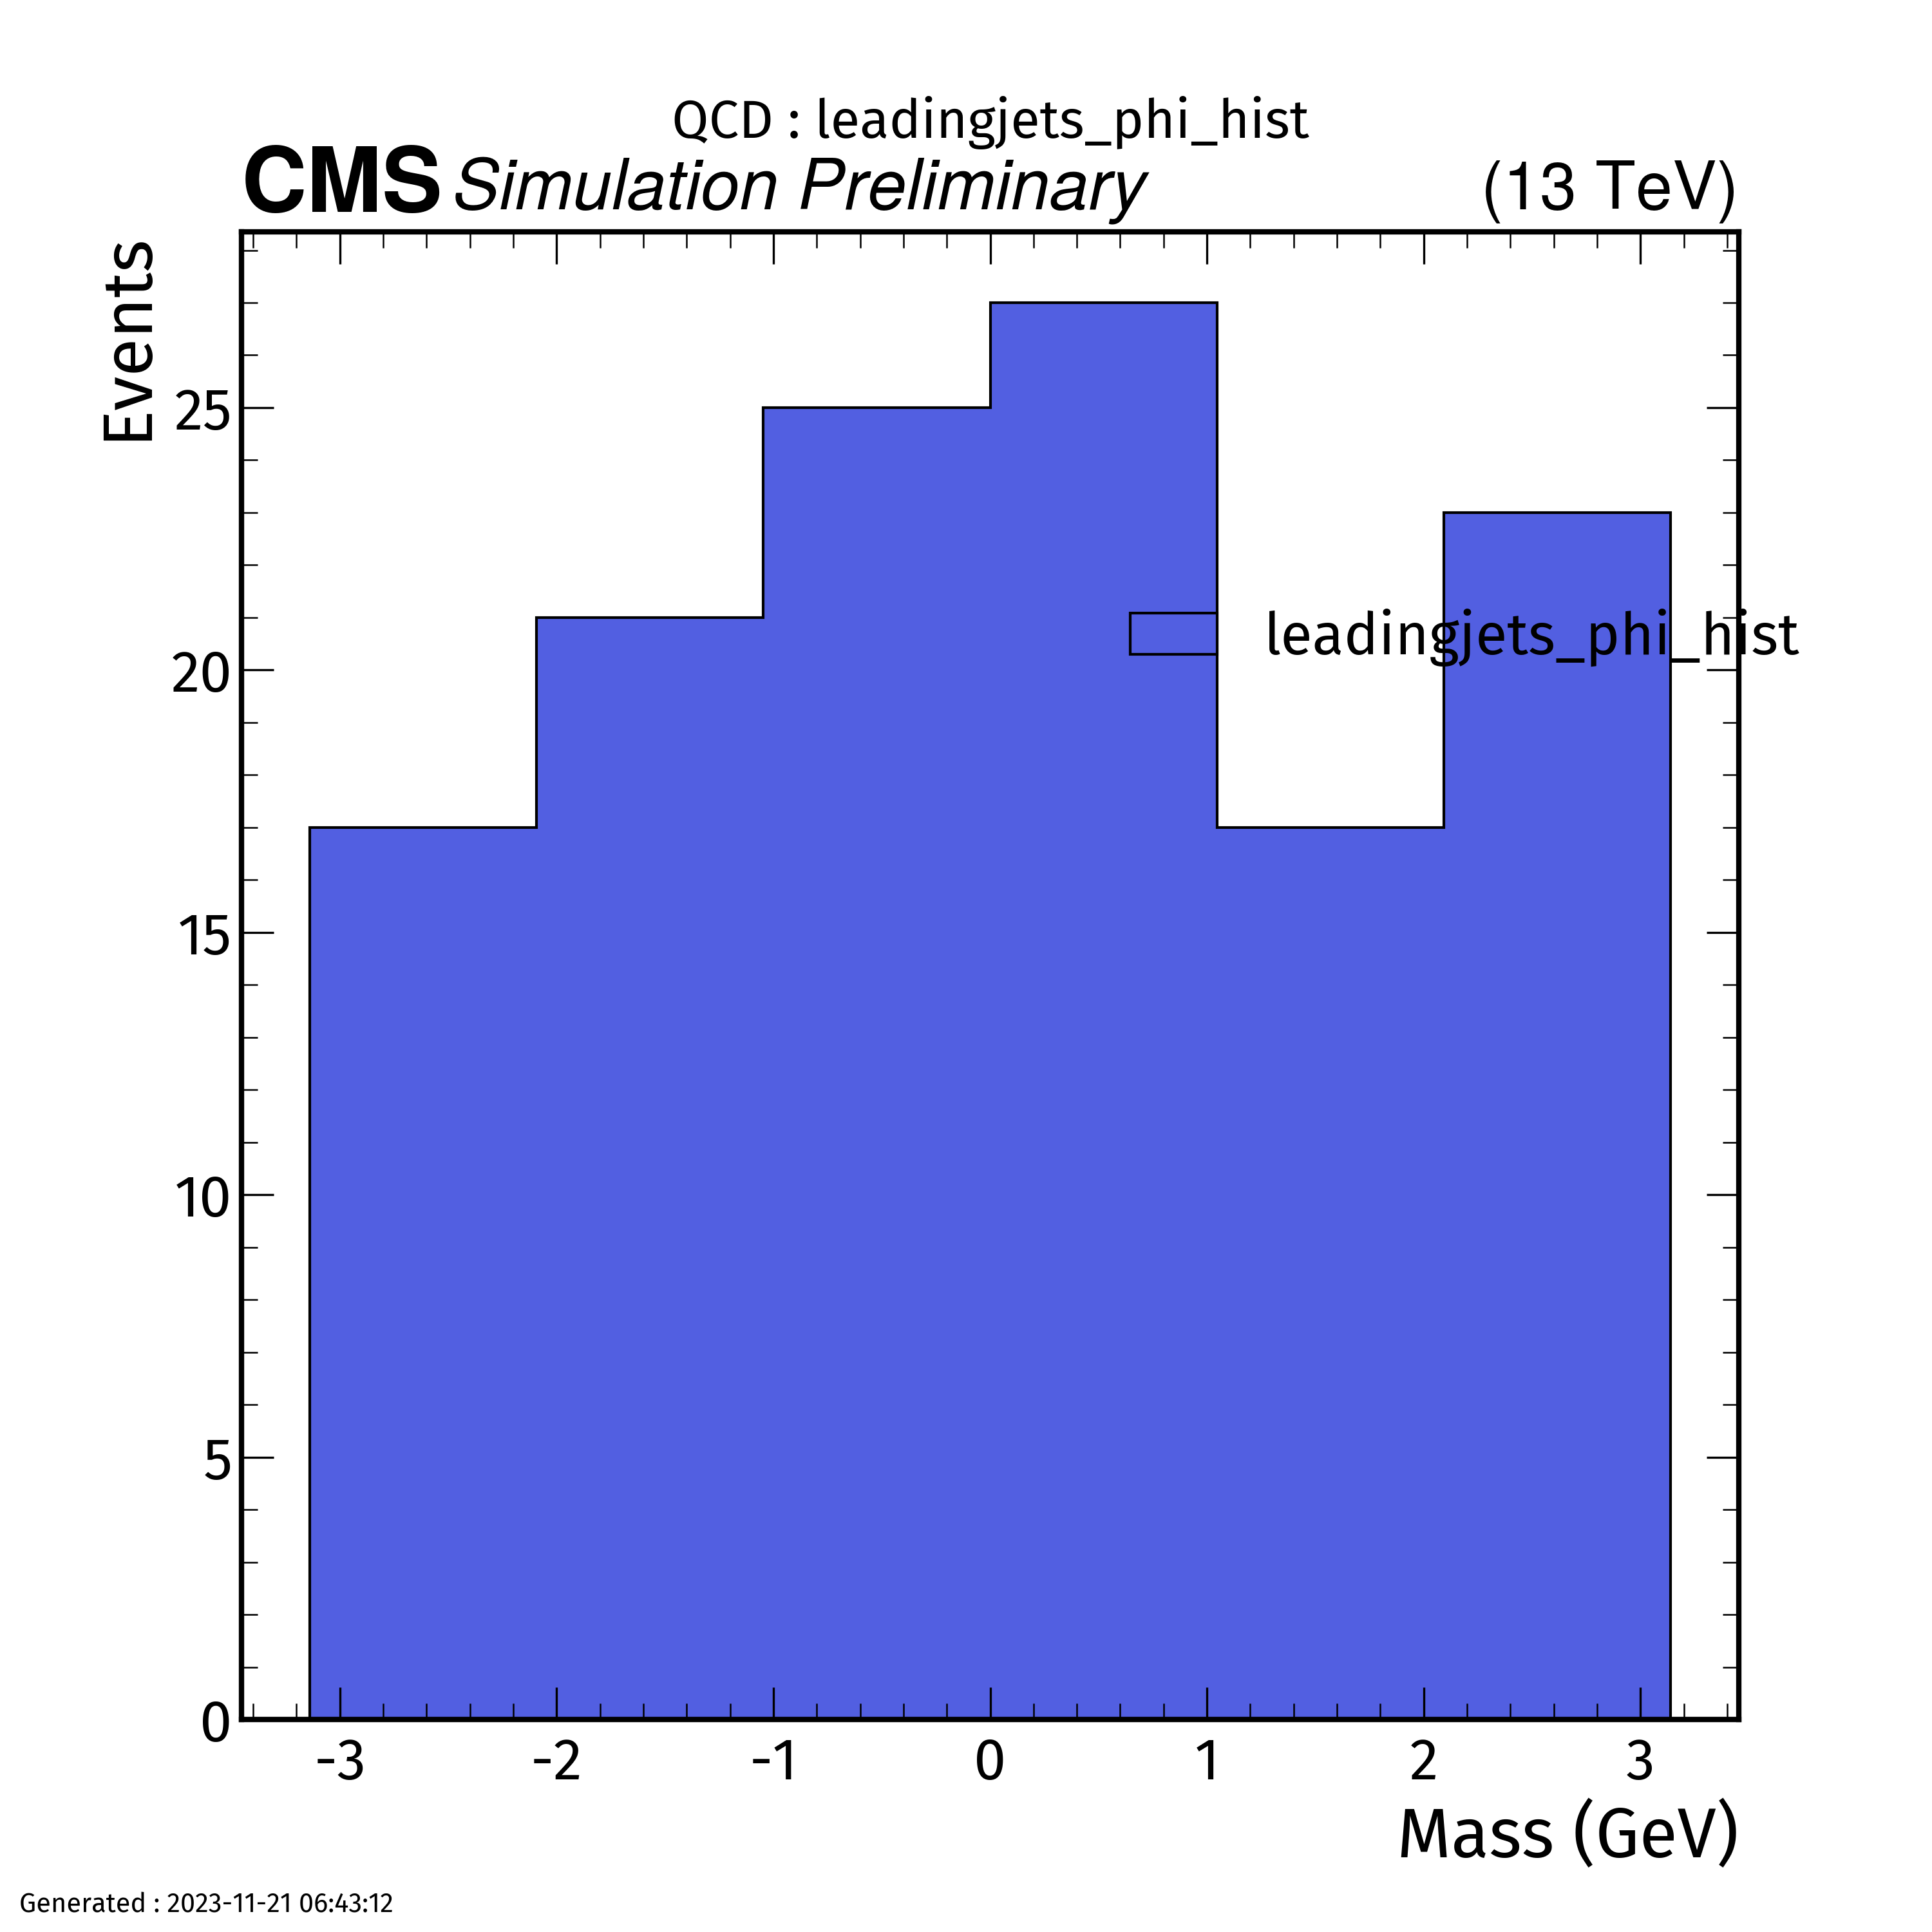 QCD : leadingjets_phi_hist
CMS Simulation Preliminary (13 TeV)
Events
25
20
15
10
5
0
leadingjets_phi_hist
-3 -2 -1 0 1 2 3
Mass (GeV)
Generated : 2023-11-21 06:43:12